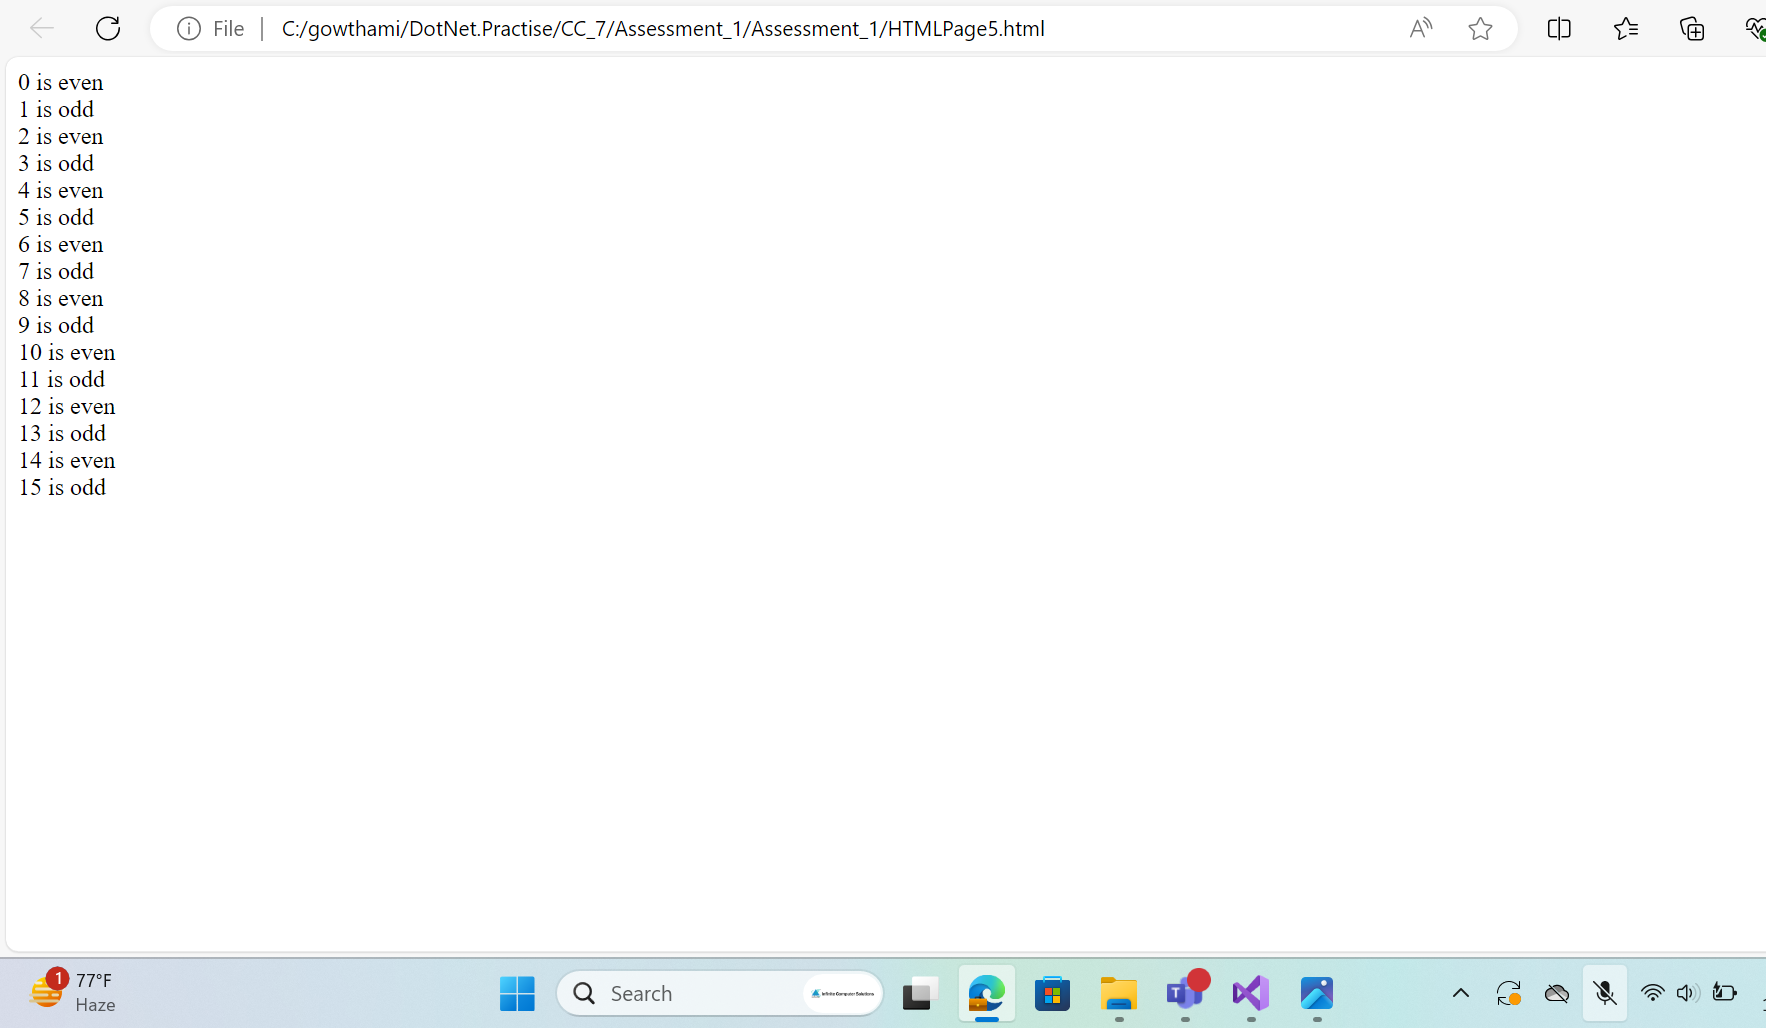 File
C:/gowthami/DotNet.Practise/CC_7/Assessment_1/Assessment_1/HTMLPage5.html
0 is even
1 is odd
2 is even
3 is odd
4 is even
5 is odd
6 is even
7 is odd
8 is even
9 is odd
10 is even
11 is odd
12 is even
13 is odd
14 is even
15 is odd
1
77°F
Haze
Search
Infinite Computer Solutions